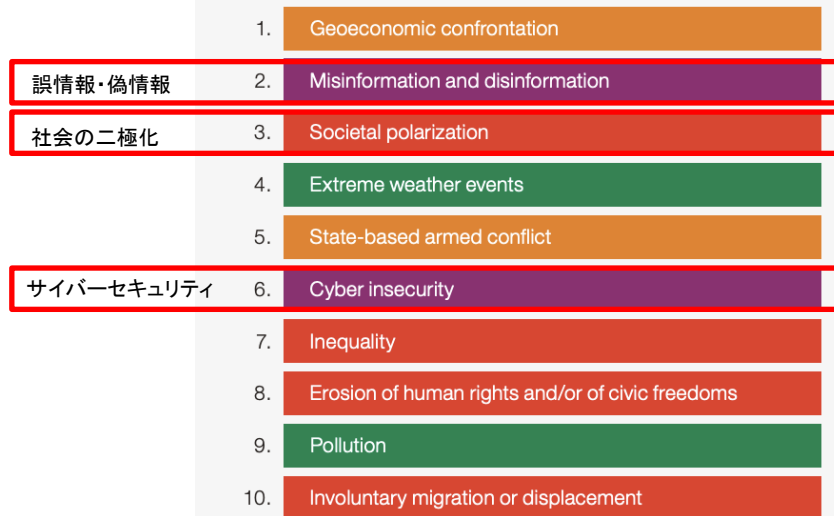 1. Geoeconomic confrontation
誤情報・偽情報 2. Misinformation and disinformation
社会の二極化 3. Societal polarization
4. Extreme weather events
5. State-based armed conflict
サイバーセキュリティ 6. Cyber insecurity
7. Inequality
8. Erosion of human rights and/or of civic freedoms
9. Pollution
10. Involuntary migration or displacement